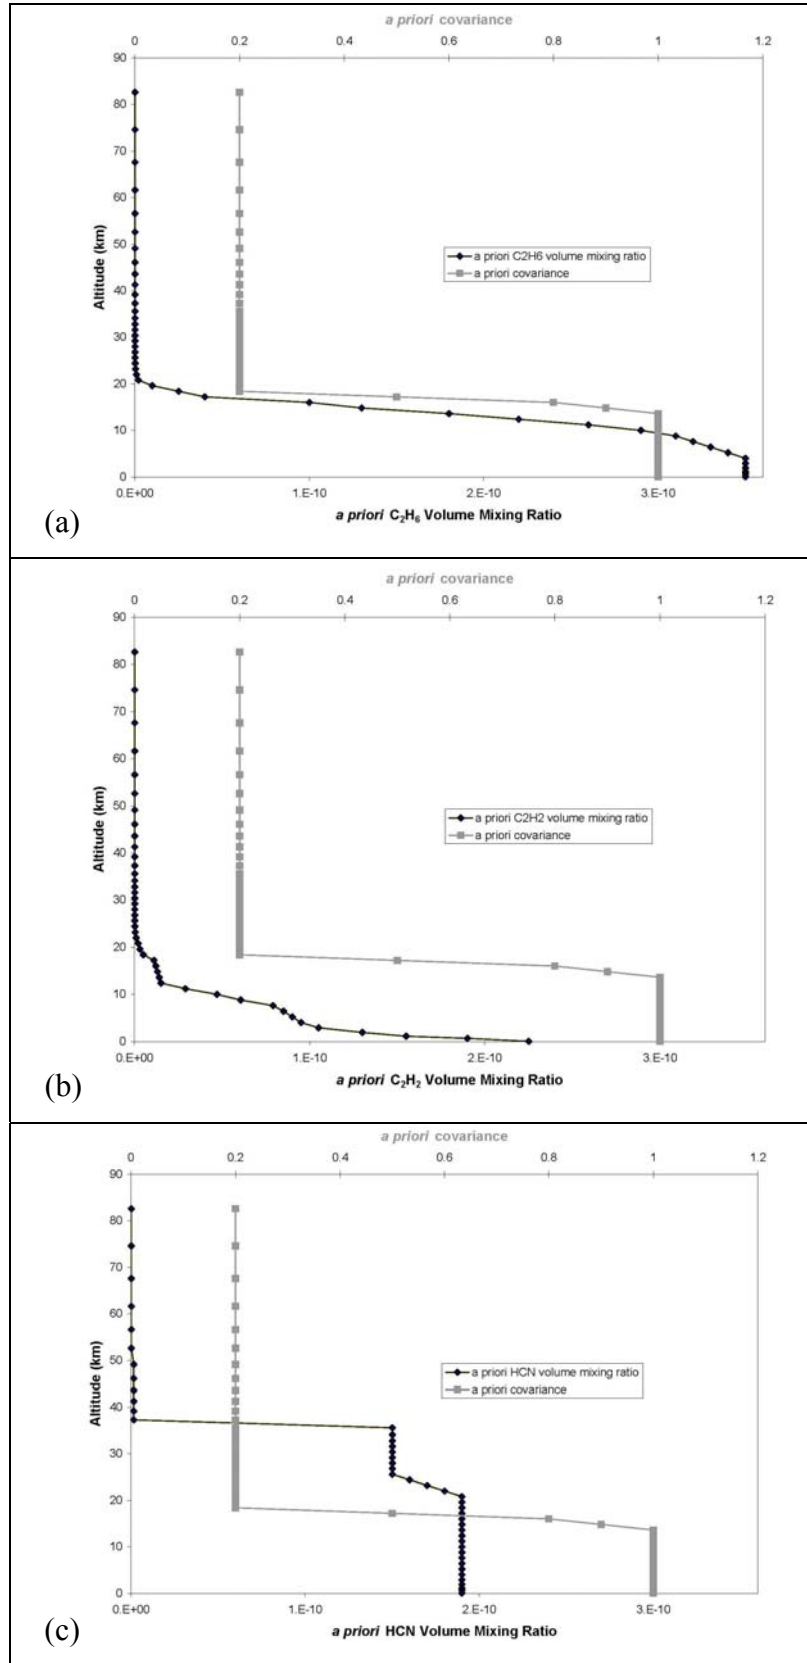 a priori covariance
0 0.2 0.4 0.6 0.8 1 1.2
90
80
70
60
50
40
30
20
10
0
Altitude (km)
a priori C2H6 volume mixing ratio
a priori covariance
0.E+00 1.E-10 2.E-10 3.E-10
a priori C₂H₆ Volume Mixing Ratio
(a)
a priori covariance
0 0.2 0.4 0.6 0.8 1 1.2
90
80
70
60
50
40
30
20
10
0
Altitude (km)
a priori C2H2 volume mixing ratio
a priori covariance
0.E+00 1.E-10 2.E-10 3.E-10
a priori C₂H₂ Volume Mixing Ratio
(b)
a priori covariance
0 0.2 0.4 0.6 0.8 1 1.2
90
80
70
60
50
40
30
20
10
0
Altitude (km)
a priori HCN volume mixing ratio
a priori covariance
0.E+00 1.E-10 2.E-10 3.E-10
a priori HCN Volume Mixing Ratio
(c)